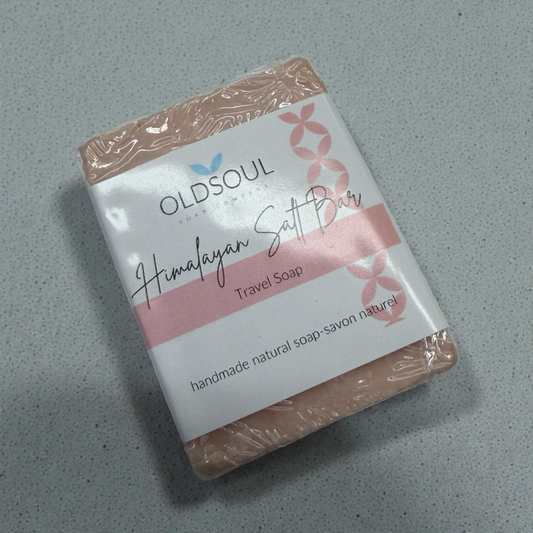 OLDSOUL
SOAP COMPANY
Himalayan Salt Bar
Travel Soap
handmade natural soap-savon naturel